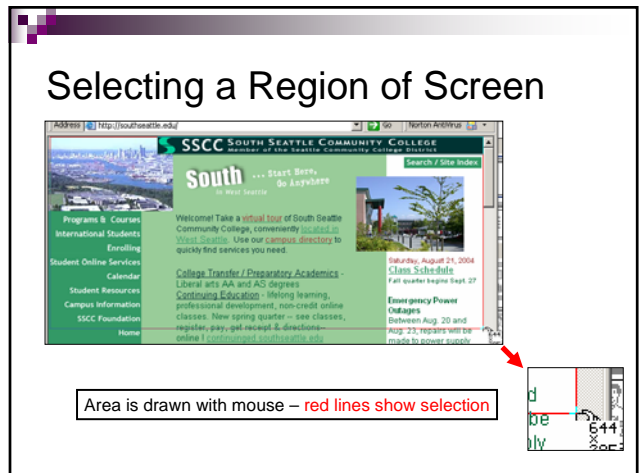 Selecting a Region of Screen
Address http://southseattle.edu/ Go Norton AntiVirus
SSCC SOUTH SEATTLE COMMUNITY COLLEGE
Member of the Seattle Community College District
Search / Site Index
South ... Start Here,
Go Anywhere
in West Seattle
Programs & Courses
International Students
Enrolling
Student Online Services
Calendar
Student Resources
Campus Information
SSCC Foundation
Home
Welcome! Take a virtual tour of South Seattle
Community College, conveniently located in
West Seattle. Use our campus directory to
quickly find services you need.
College Transfer / Preparatory Academics -
Liberal arts AA and AS degrees
Continuing Education - lifelong learning,
professional development, non-credit online
classes. New spring quarter – see classes,
register, pay, get receipt & directions–
online ! continuinged.southseattle.edu
Saturday, August 21, 2004
Class Schedule
Fall quarter begins Sept. 27
Emergency Power
Outages
Between Aug. 20 and
Aug. 23, repairs will be
made to power supply
Area is drawn with mouse – red lines show selection
d
be
ply
644
x